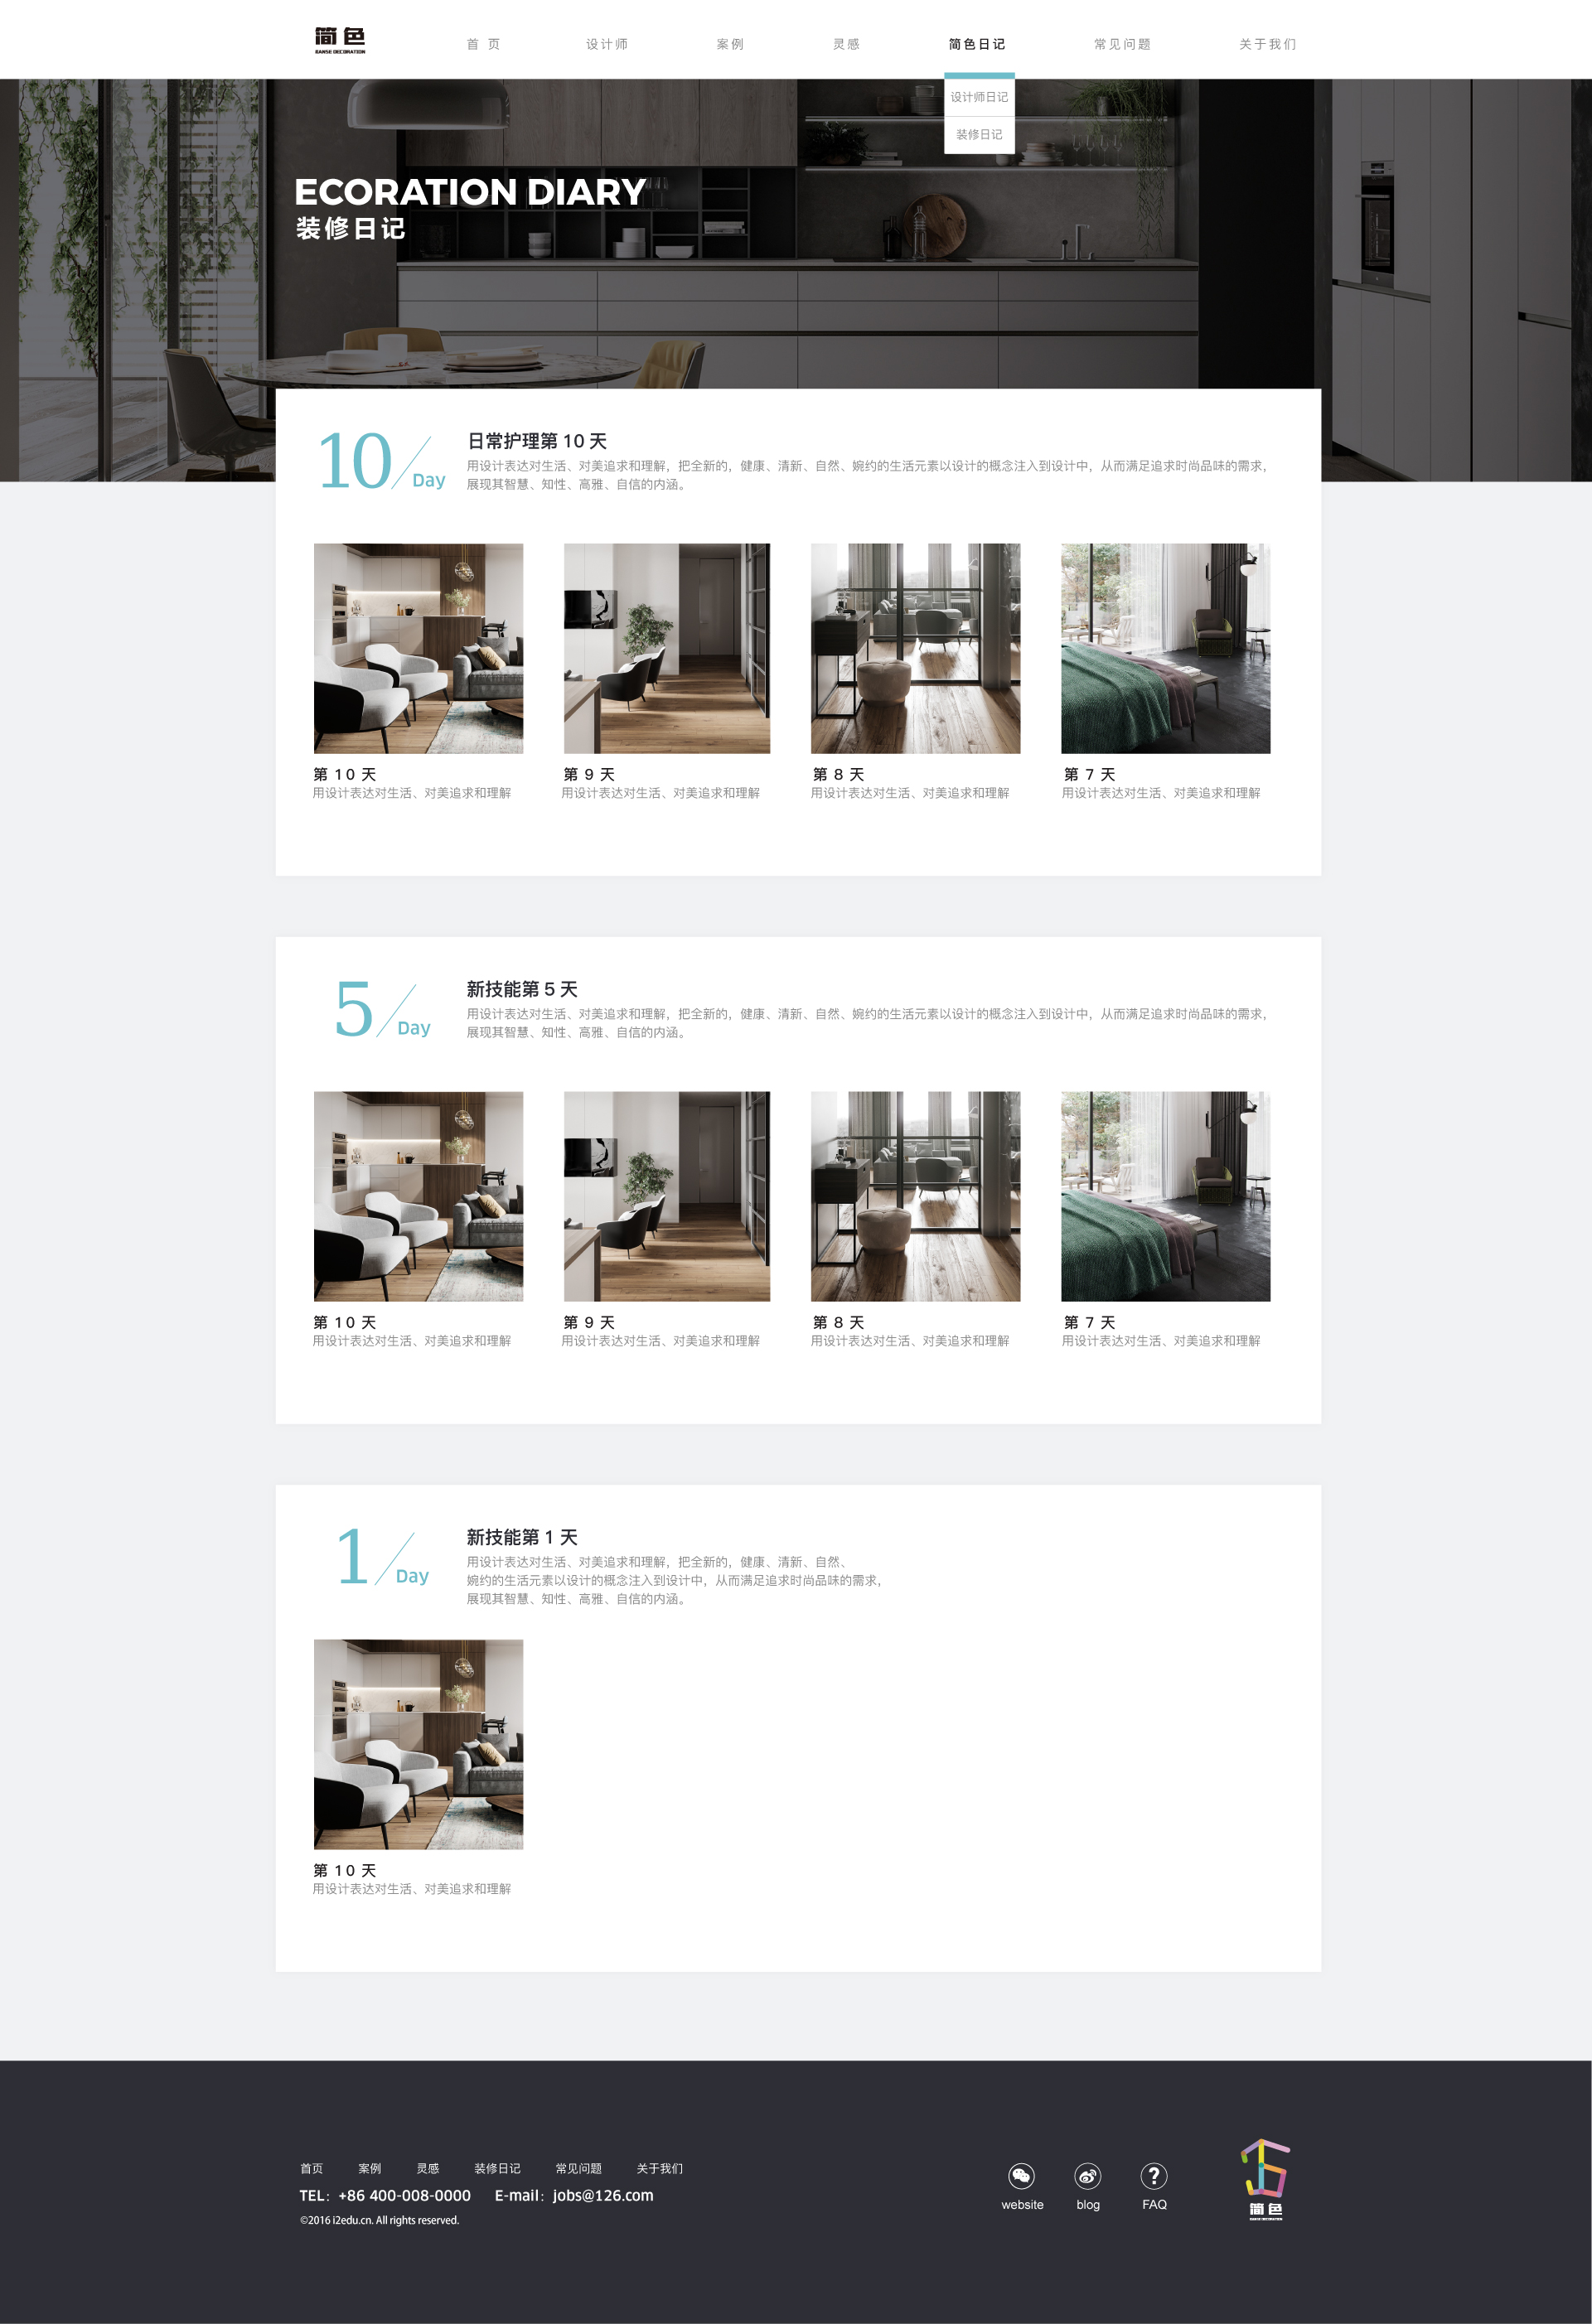 简色
GANSE DECORATION
首 页
设计师
案例
灵感
简色日记
常见问题
关于我们
设计师日记
装修日记
ECORATION DIARY
装修日记
10
Day
日常护理第 10 天
用设计表达对生活、对美追求和理解，把全新的，健康、清新、自然、婉约的生活元素以设计的概念注入到设计中，从而满足追求时尚品味的需求，
展现其智慧、知性、高雅、自信的内涵。
第 10 天
用设计表达对生活、对美追求和理解
第 9 天
用设计表达对生活、对美追求和理解
第 8 天
用设计表达对生活、对美追求和理解
第 7 天
用设计表达对生活、对美追求和理解
5
Day
新技能第 5 天
用设计表达对生活、对美追求和理解，把全新的，健康、清新、自然、婉约的生活元素以设计的概念注入到设计中，从而满足追求时尚品味的需求，
展现其智慧、知性、高雅、自信的内涵。
第 10 天
用设计表达对生活、对美追求和理解
第 9 天
用设计表达对生活、对美追求和理解
第 8 天
用设计表达对生活、对美追求和理解
第 7 天
用设计表达对生活、对美追求和理解
1
Day
新技能第 1 天
用设计表达对生活、对美追求和理解，把全新的，健康、清新、自然、
婉约的生活元素以设计的概念注入到设计中，从而满足追求时尚品味的需求，
展现其智慧、知性、高雅、自信的内涵。
第 10 天
用设计表达对生活、对美追求和理解
首页
案例
灵感
装修日记
常见问题
关于我们
TEL：+86 400-008-0000
E-mail：jobs@126.com
©2016 i2edu.cn. All rights reserved.
website
blog
FAQ
简色
GANSE DECORATION